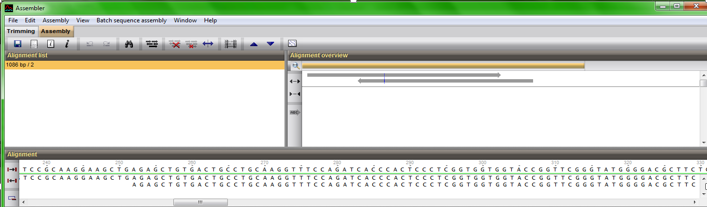 Assembler
File Edit Assembly View Batch sequence assembly Window Help
Trimming Assembly
Alignment list
Alignment overview
1086 bp / 2
Alignment
240 250 260 270 280 290 300 310 320 330
TCCGCAAGGAAGCTGAGAGCTGTGACTGCCTGCAAGGTTTCCAGATCACCCACTCCCTCGGTGGTGGTACCGGTTCGGGTATGGGGACGCTTCT
TCCGCAAGGAAGCTGAGAGCTGTGACTGCCTGCAAGGTTTCCAGATCACCCACTCCCTCGGTGGTGGTACCGGTTCGGGTATGGGGACGCTTC
AGAGCTGTGACTGCCTGCAAGGTTTCCAGATCACCCACTCCCTCGGTGGTGGTACCGGTTCGGGTATGGGGACGCTTC